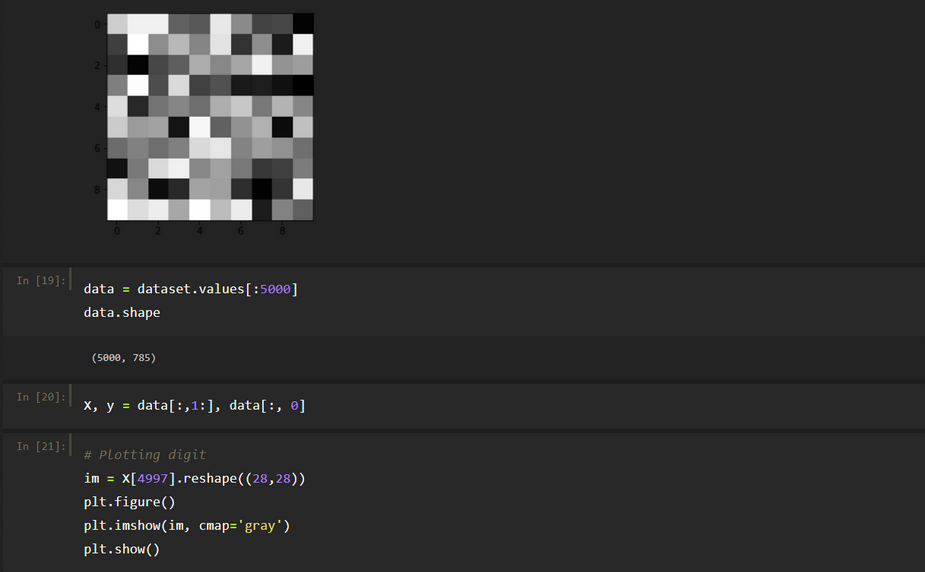 0
2
4
6
8
0 2 4 6 8
In [19]:
data = dataset.values[:5000]
data.shape
(5000, 785)
In [20]:
X, y = data[:,1:], data[:, 0]
In [21]:
# Plotting digit
im = X[4997].reshape((28,28))
plt.figure()
plt.imshow(im, cmap='gray')
plt.show()